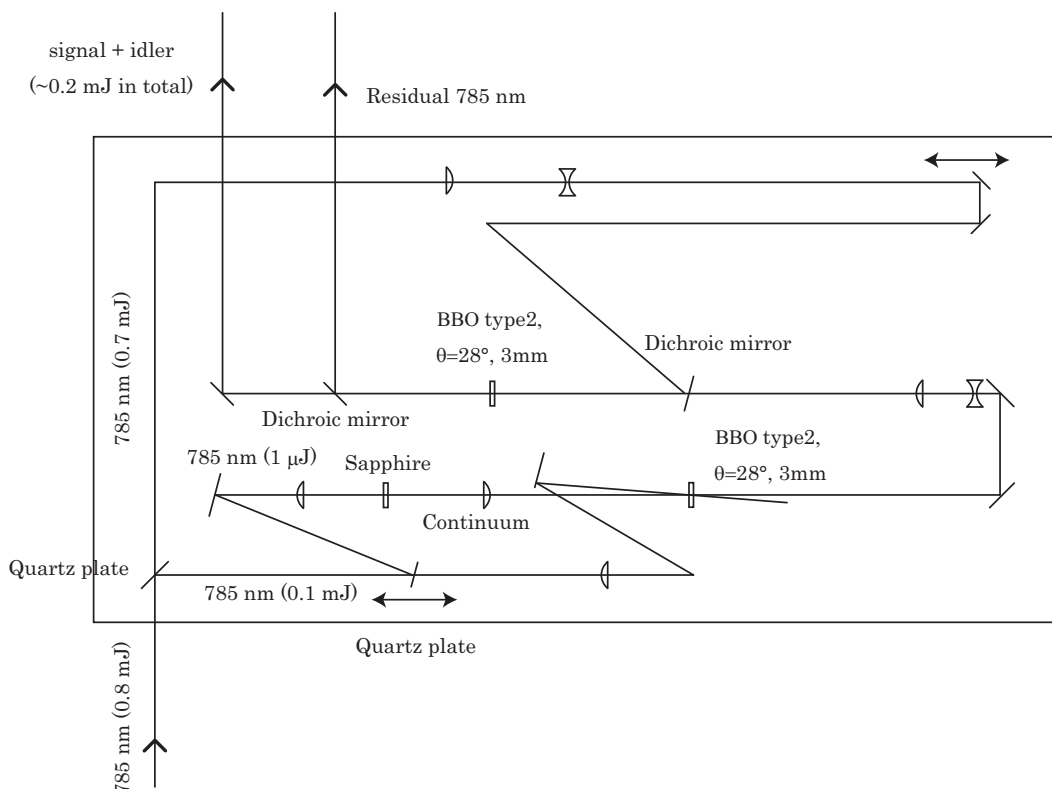 signal + idler
(~0.2 mJ in total)
Residual 785 nm
785 nm (0.7 mJ)
BBO type2,
θ=28°, 3mm
Dichroic mirror
Dichroic mirror
BBO type2,
θ=28°, 3mm
785 nm (1 μJ)
Sapphire
Continuum
Quartz plate
785 nm (0.1 mJ)
Quartz plate
785 nm (0.8 mJ)